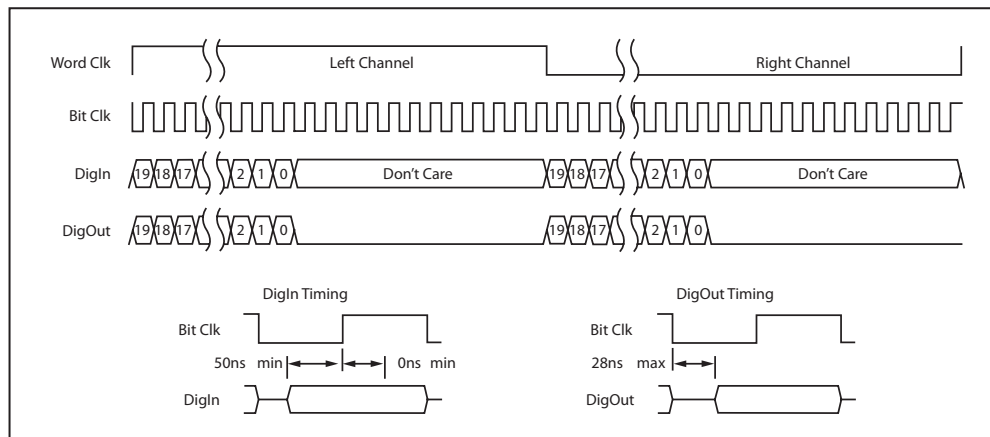 Word Clk Left Channel Right Channel
Bit Clk
DigIn 19 18 17 2 1 0 Don't Care 19 18 17 2 1 0 Don't Care
DigOut 19 18 17 2 1 0 19 18 17 2 1 0
DigIn Timing DigOut Timing
Bit Clk Bit Clk
50ns min 0ns min 28ns max
DigIn DigOut